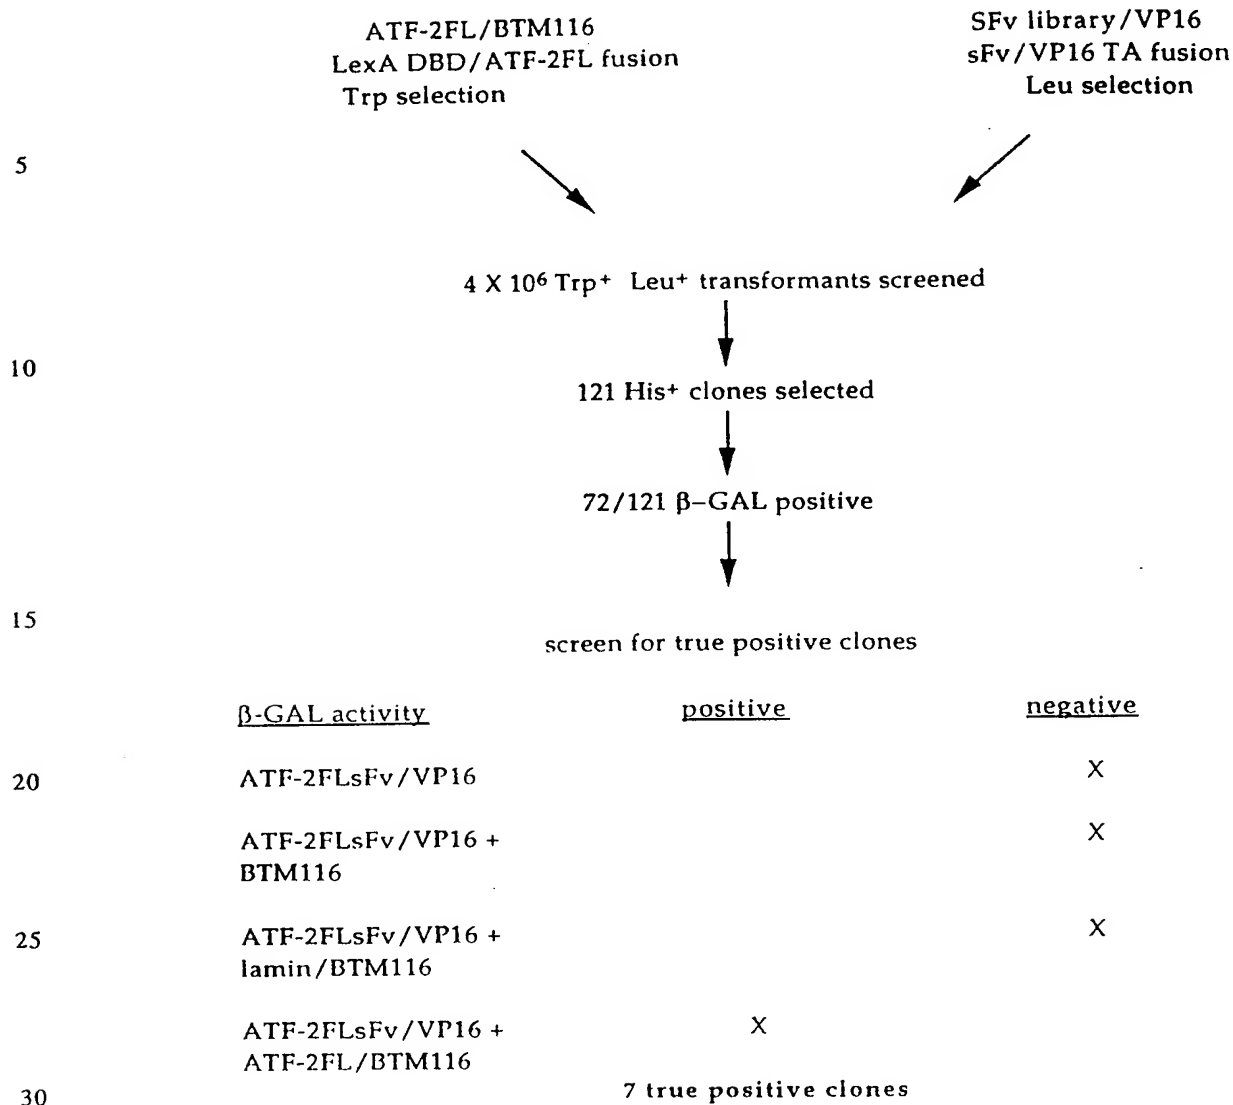 ATF-2FL/BTM116
LexA DBD/ATF-2FL fusion
Trp selection
SFv library/VP16
sFv/VP16 TA fusion
Leu selection
5
4 X 10⁶ Trp⁺ Leu⁺ transformants screened
10
121 His⁺ clones selected
72/121 β–GAL positive
15
screen for true positive clones
β-GAL activity positive negative
20 ATF-2FLsFv/VP16 X
ATF-2FLsFv/VP16 + X
BTM116
25 ATF-2FLsFv/VP16 + X
lamin/BTM116
ATF-2FLsFv/VP16 + X
ATF-2FL/BTM116
30 7 true positive clones